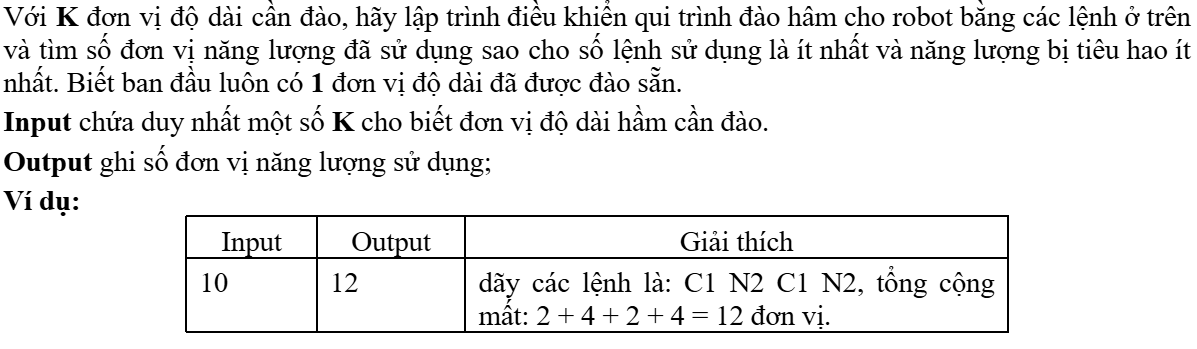 Với K đơn vị độ dài cần đào, hãy lập trình điều khiển qui trình đào hầm cho robot bằng các lệnh ở trên
và tìm số đơn vị năng lượng đã sử dụng sao cho số lệnh sử dụng là ít nhất và năng lượng bị tiêu hao ít
nhất. Biết ban đầu luôn có 1 đơn vị độ dài đã được đào sẵn.
Input chứa duy nhất một số K cho biết đơn vị độ dài hầm cần đào.
Output ghi số đơn vị năng lượng sử dụng;
Ví dụ:
Input Output Giải thích
10 12 dãy các lệnh là: C1 N2 C1 N2, tổng cộng
mất: 2 + 4 + 2 + 4 = 12 đơn vị.